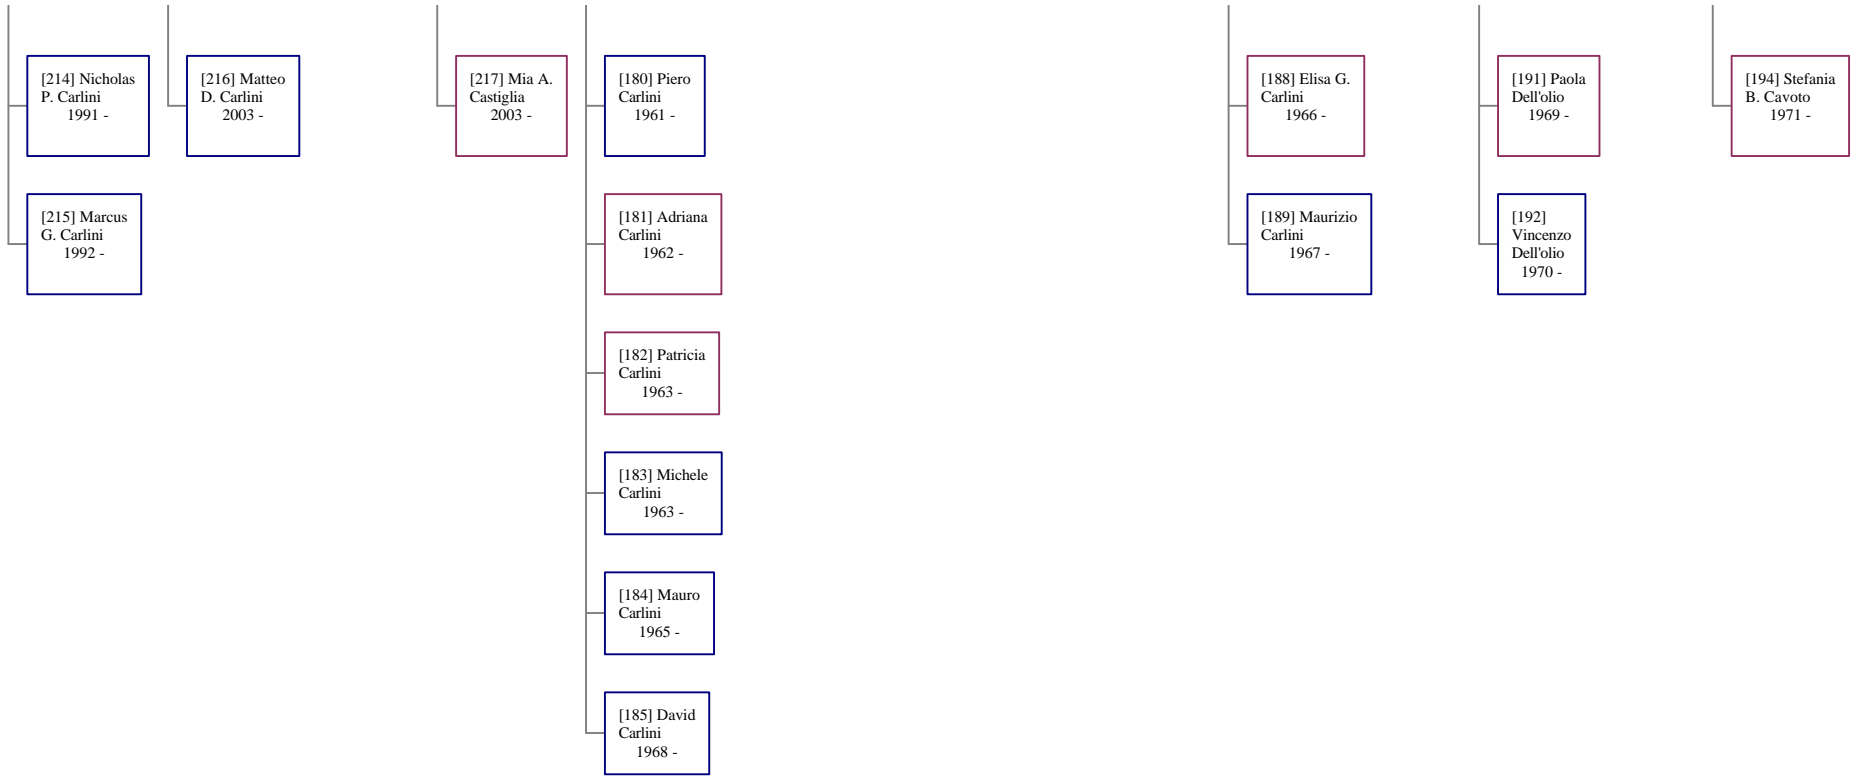 [214] Nicholas
P. Carlini
1991 -
[216] Matteo
D. Carlini
2003 -
[217] Mia A.
Castiglia
2003 -
[180] Piero
Carlini
1961 -
[188] Elisa G.
Carlini
1966 -
[191] Paola
Dell'olio
1969 -
[194] Stefania
B. Cavoto
1971 -
[215] Marcus
G. Carlini
1992 -
[181] Adriana
Carlini
1962 -
[189] Maurizio
Carlini
1967 -
[192]
Vincenzo
Dell'olio
1970 -
[182] Patricia
Carlini
1963 -
[183] Michele
Carlini
1963 -
[184] Mauro
Carlini
1965 -
[185] David
Carlini
1968 -